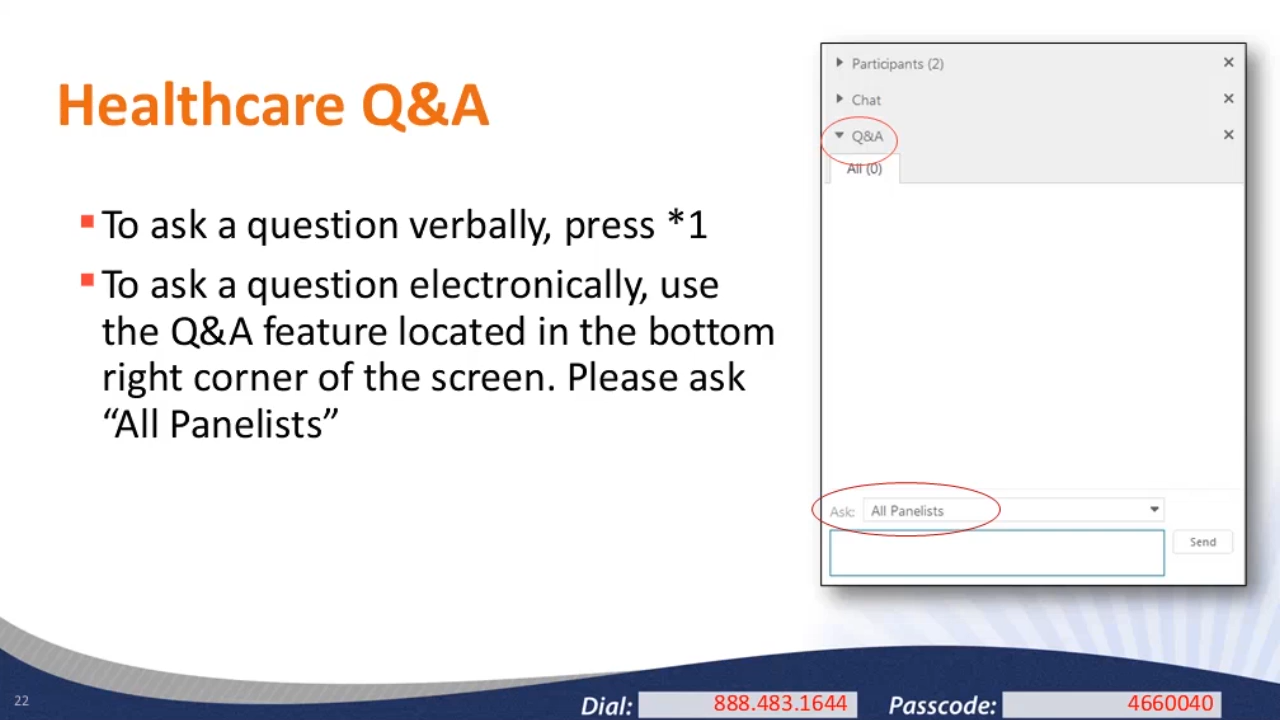 Healthcare Q&A
▪To ask a question verbally, press *1
▪To ask a question electronically, use
the Q&A feature located in the bottom
right corner of the screen. Please ask
“All Panelists”
Participants (2)
Chat
Q&A
All (0)
Ask: All Panelists
Send
22
Dial: 888.483.1644 Passcode: 4660040